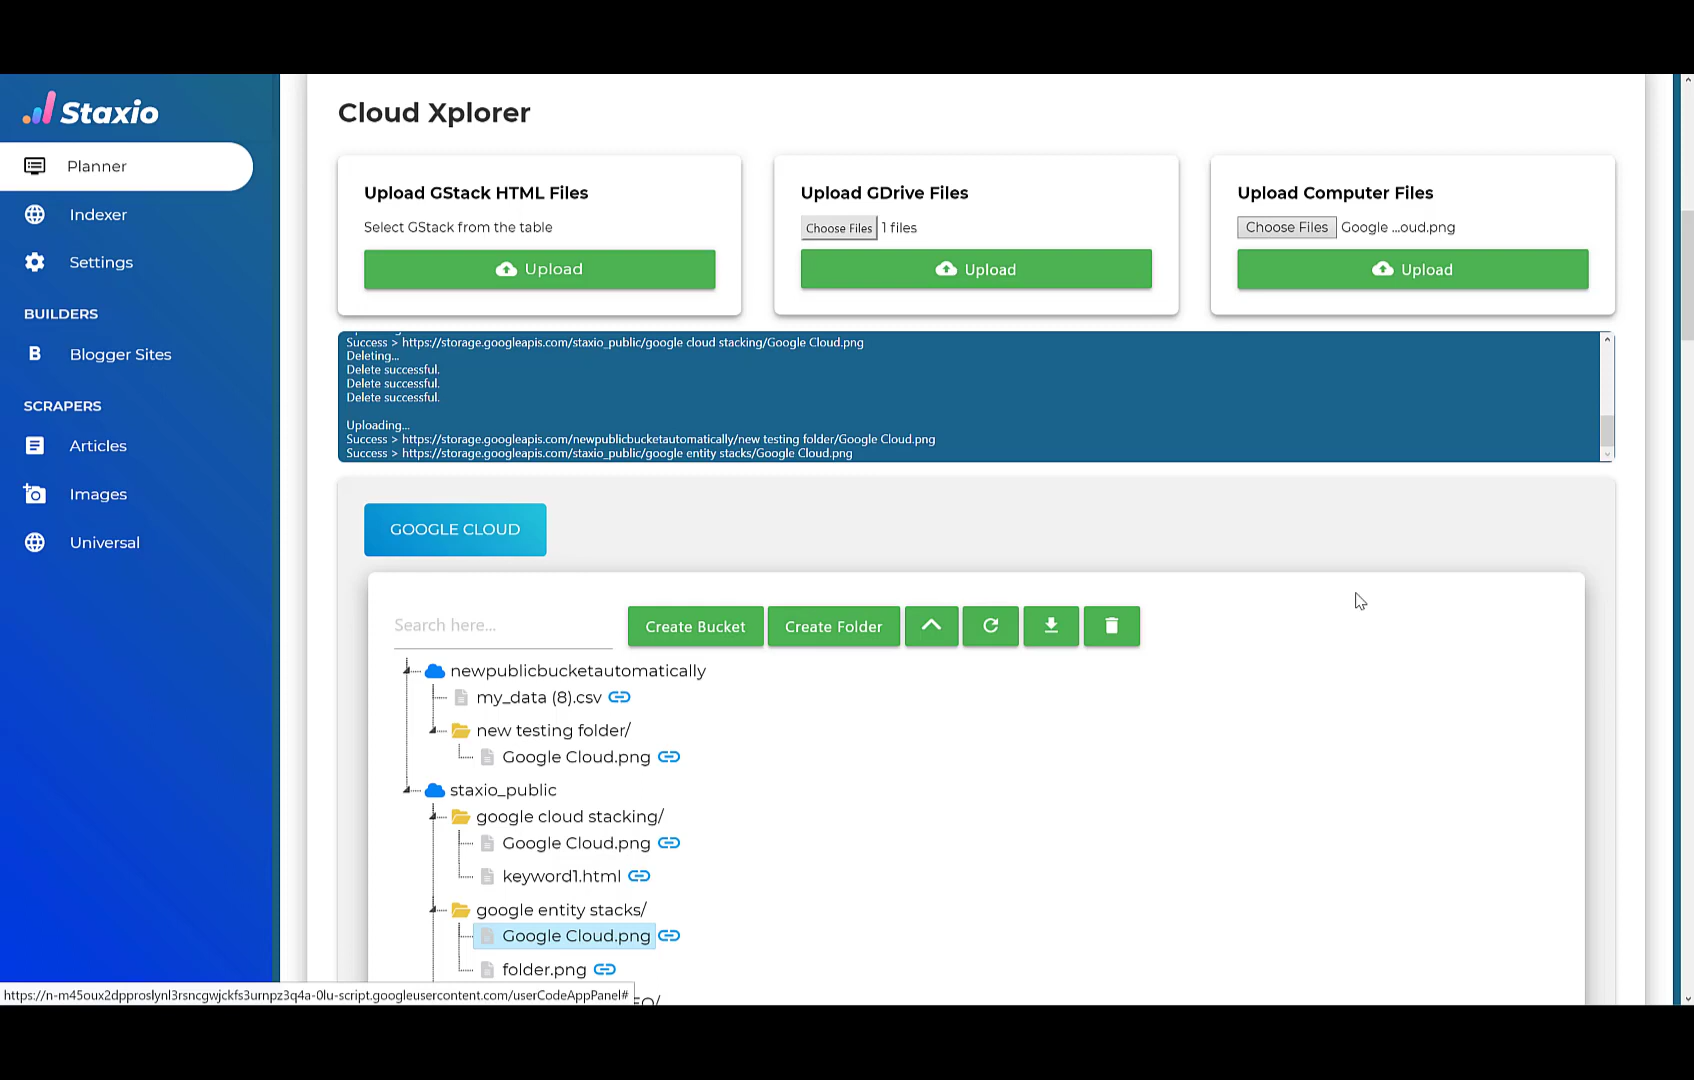 Staxio
Planner
Indexer
Settings
BUILDERS
B Blogger Sites
SCRAPERS
Articles
Images
Universal
Cloud Xplorer
Upload GStack HTML Files
Select GStack from the table
Upload
Upload GDrive Files
Choose Files 1 files
Upload
Upload Computer Files
Choose Files Google ...oud.png
Upload
Success > https://storage.googleapis.com/staxio_public/google cloud stacking/Google Cloud.png
Deleting...
Delete successful.
Delete successful.
Delete successful.
Uploading...
Success > https://storage.googleapis.com/newpublicbucketautomatically/new testing folder/Google Cloud.png
Success > https://storage.googleapis.com/staxio_public/google entity stacks/Google Cloud.png
GOOGLE CLOUD
Search here...
Create Bucket
Create Folder
newpublicbucketautomatically
my_data (8).csv
new testing folder/
Google Cloud.png
staxio_public
google cloud stacking/
Google Cloud.png
keyword1.html
google entity stacks/
Google Cloud.png
folder.png
https://n-m45oux2dpproslynl3rsncgwjckfs3urnpz3q4a-0lu-script.googleusercontent.com/userCodeAppPanel#